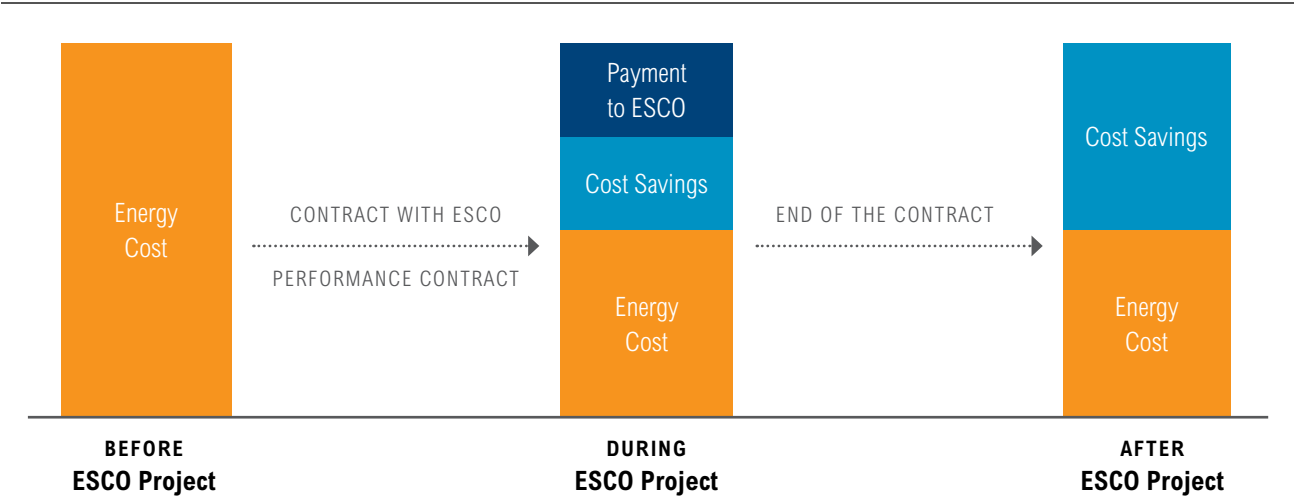 Energy
Cost
CONTRACT WITH ESCO
PERFORMANCE CONTRACT
Payment
to ESCO
Cost Savings
Energy
Cost
END OF THE CONTRACT
Cost Savings
Energy
Cost
BEFORE
ESCO Project
DURING
ESCO Project
AFTER
ESCO Project